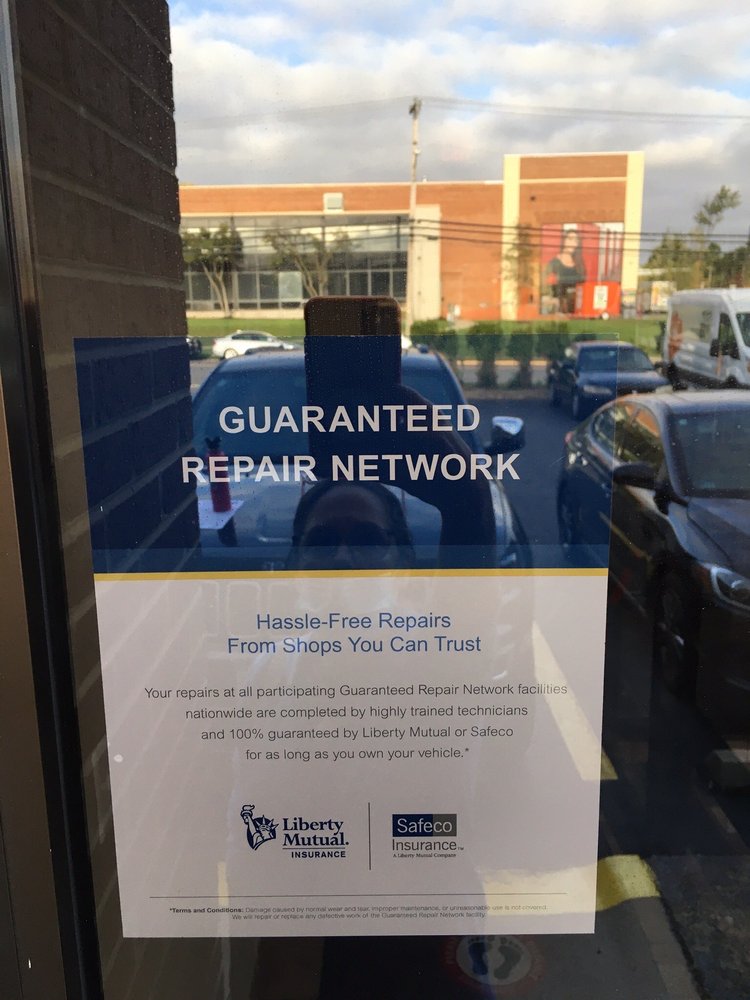 GUARANTEED
REPAIR NETWORK
Hassle-Free Repairs
From Shops You Can Trust
Your repairs at all participating Guaranteed Repair Network facilities
nationwide are completed by highly trained technicians
and 100% guaranteed by Liberty Mutual or Safeco
for as long as you own your vehicle.*
Liberty
Mutual.
INSURANCE
Safeco
Insurance™
A Liberty Mutual Company
*Terms and Conditions: Damage caused by normal wear and tear, improper maintenance, or unreasonable use is not covered.
We will repair or replace any defective work of the Guaranteed Repair Network facility.